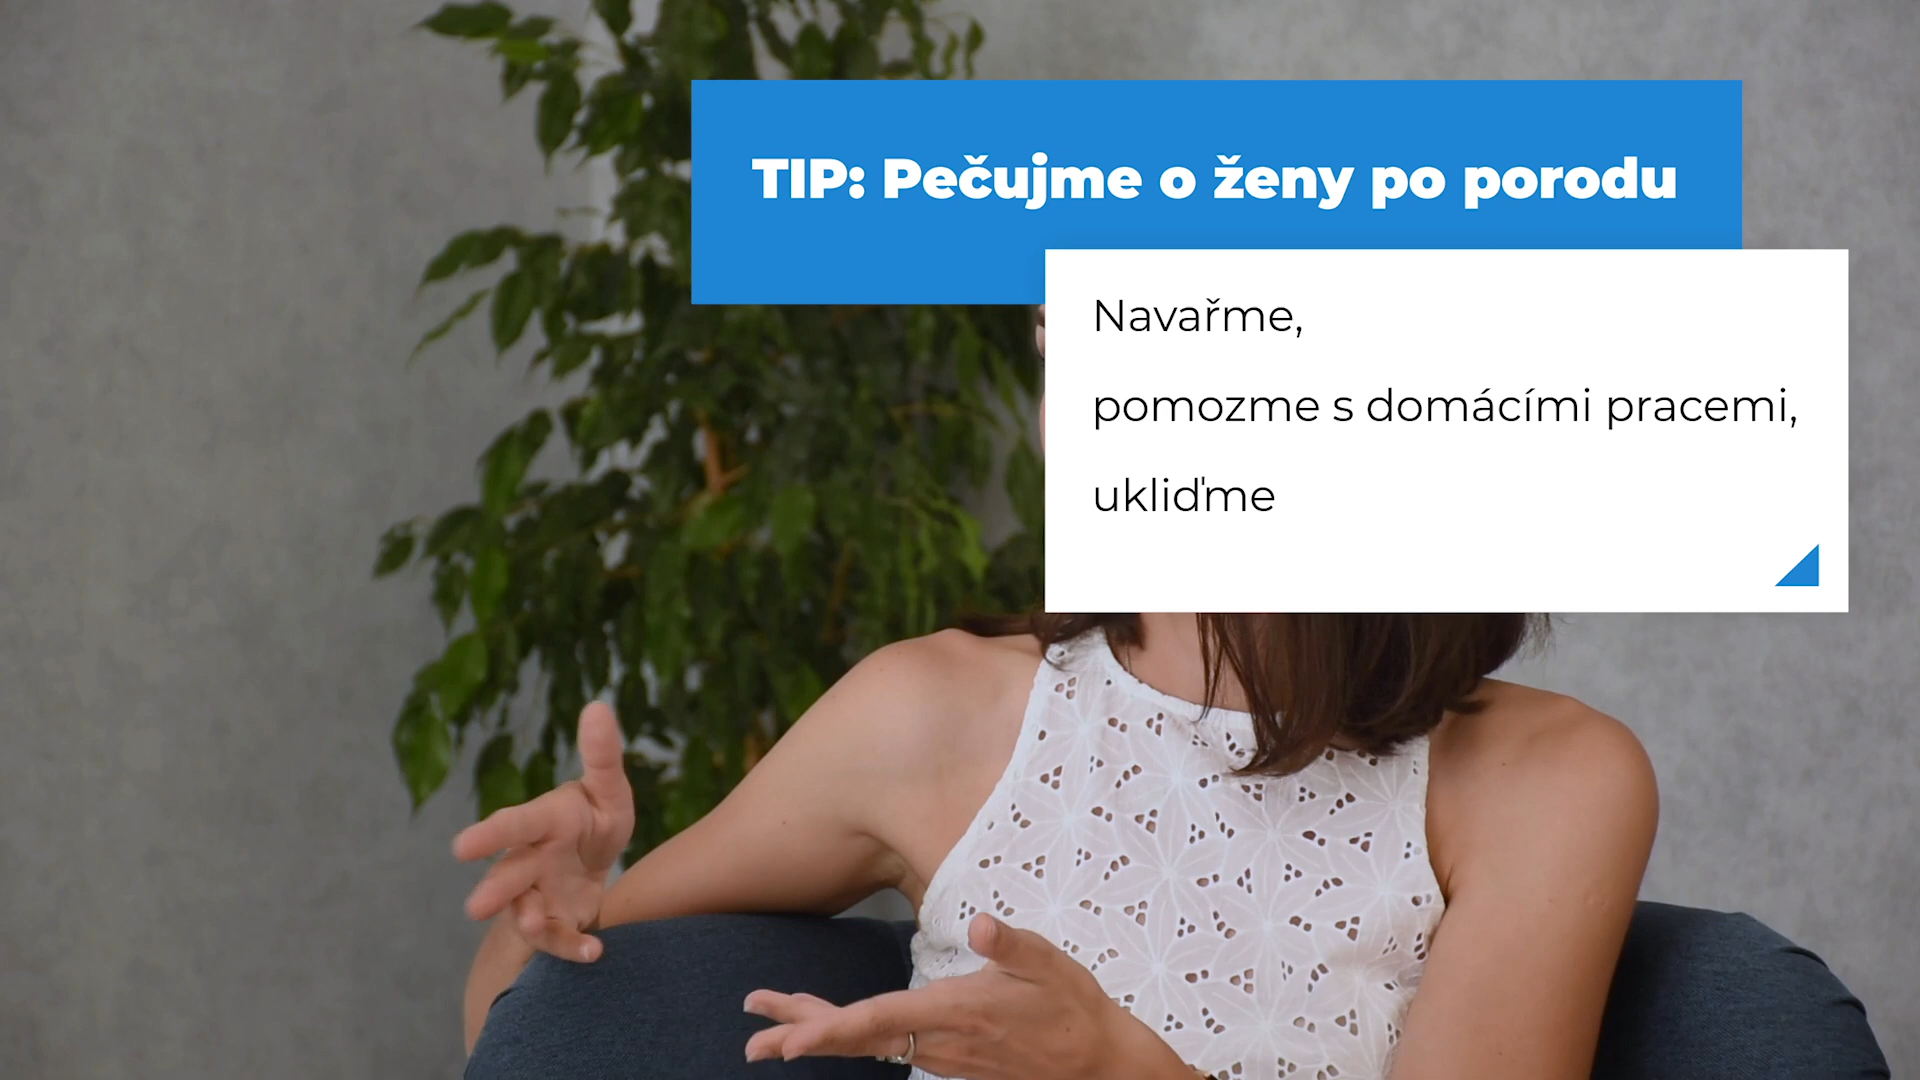 TIP: Pečujme o ženy po porodu
Navařme,
pomozme s domácími pracemi,
ukliďme